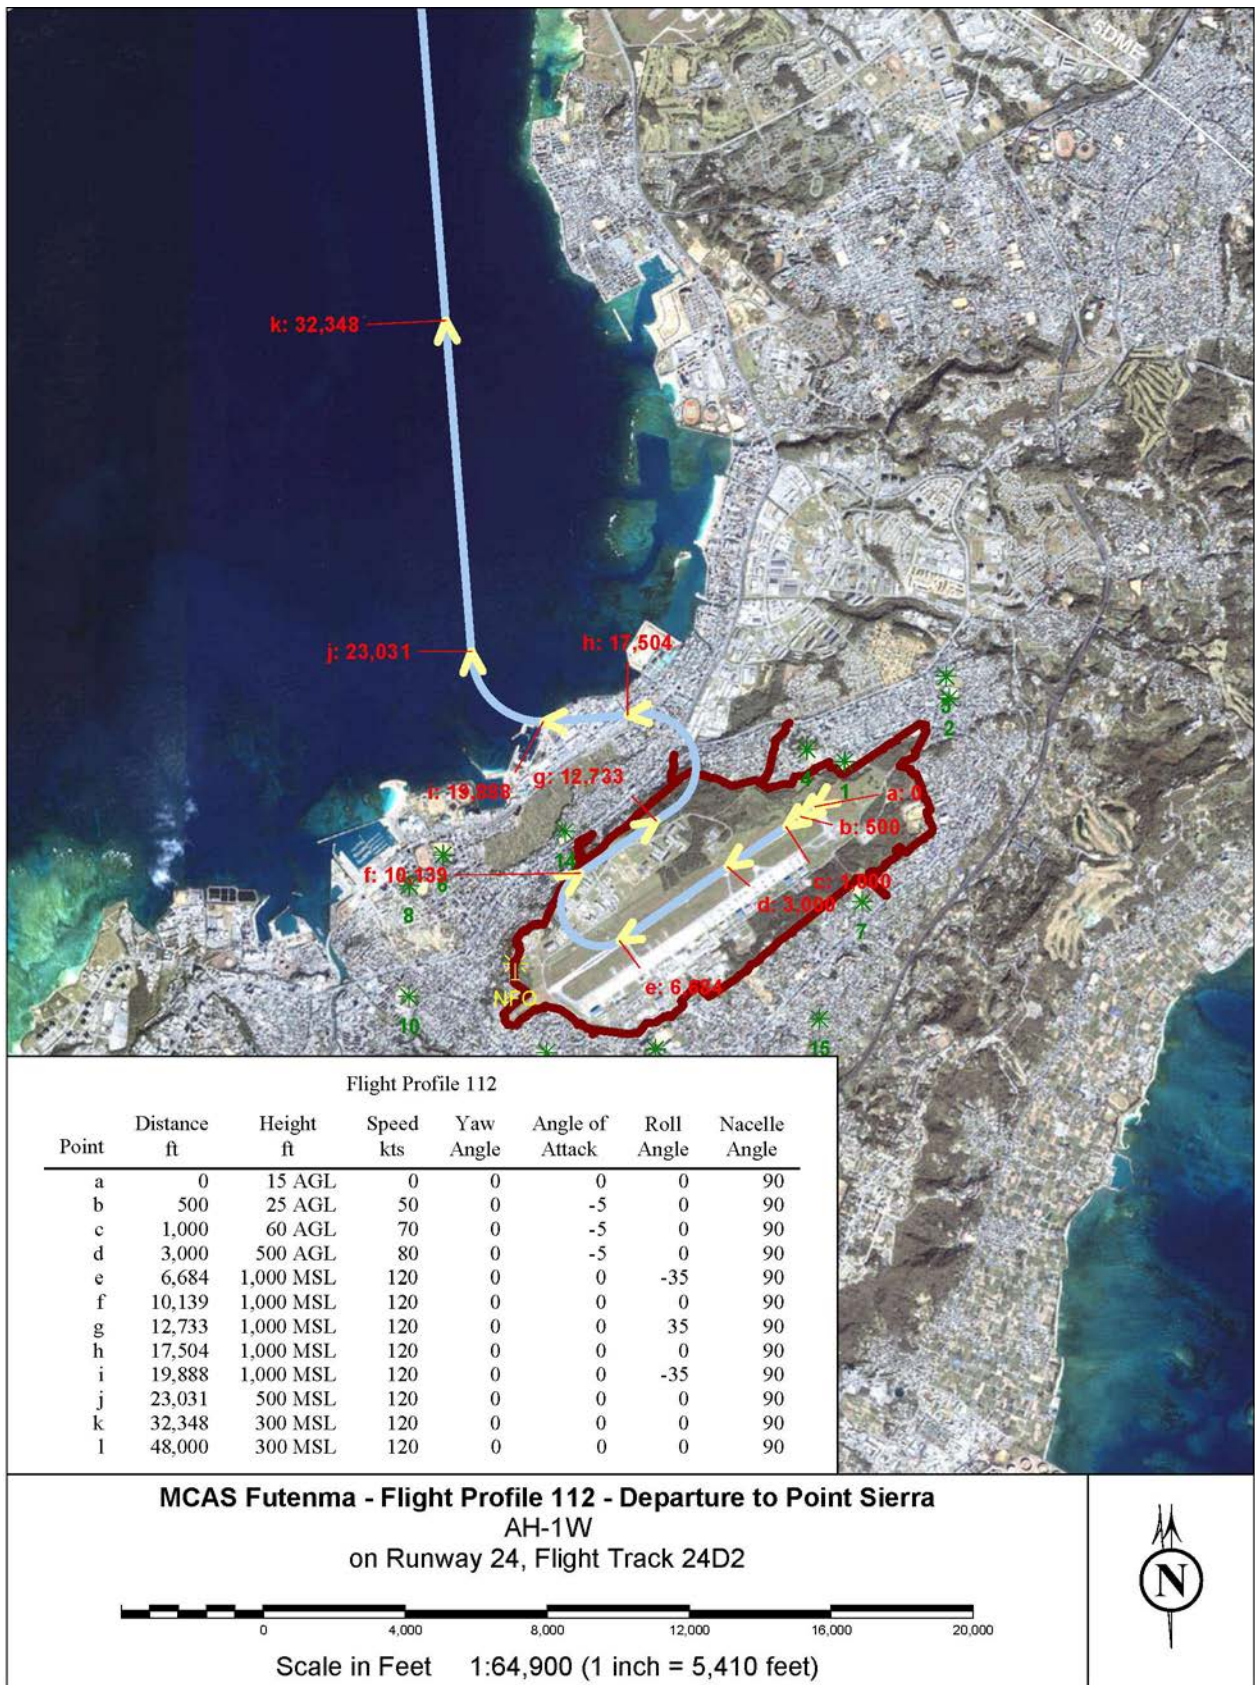 5DME
k: 32,348
j: 23,031
h: 17,504
g: 12,733
i: 19,888
a: 0
b: 500
c: 1,000
d: 3,000
f: 10,139
e: 6,684
NFO
2
4
1
14
6
8
7
10
15
Flight Profile 112
Point Distance ft Height ft Speed kts Yaw Angle Angle of Attack Roll Angle Nacelle Angle
a 0 15 AGL 0 0 0 0 90
b 500 25 AGL 50 0 -5 0 90
c 1,000 60 AGL 70 0 -5 0 90
d 3,000 500 AGL 80 0 -5 0 90
e 6,684 1,000 MSL 120 0 0 -35 90
f 10,139 1,000 MSL 120 0 0 0 90
g 12,733 1,000 MSL 120 0 0 35 90
h 17,504 1,000 MSL 120 0 0 0 90
i 19,888 1,000 MSL 120 0 0 -35 90
j 23,031 500 MSL 120 0 0 0 90
k 32,348 300 MSL 120 0 0 0 90
l 48,000 300 MSL 120 0 0 0 90
MCAS Futenma - Flight Profile 112 - Departure to Point Sierra
AH-1W
on Runway 24, Flight Track 24D2
0 4,000 8,000 12,000 16,000 20,000
Scale in Feet 1:64,900 (1 inch = 5,410 feet)
N